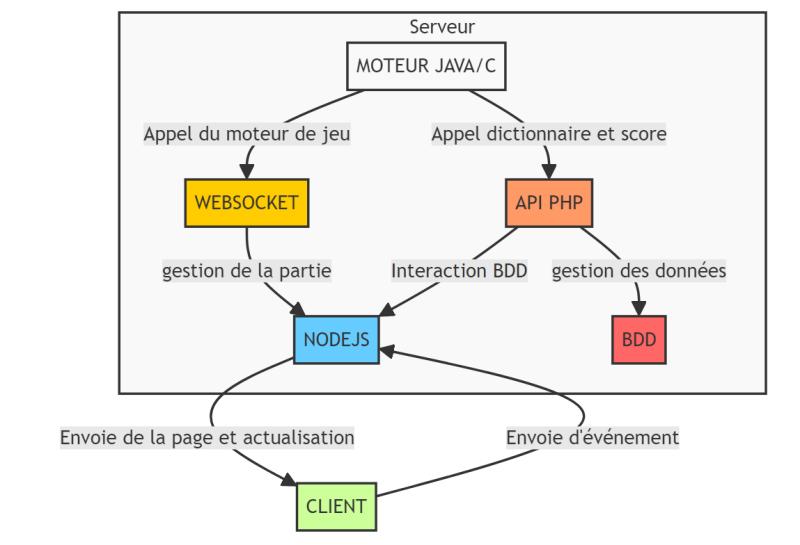 Serveur
MOTEUR JAVA/C
Appel du moteur de jeu
Appel dictionnaire et score
WEBSOCKET
API PHP
gestion de la partie
Interaction BDD
gestion des données
NODEJS
BDD
Envoie de la page et actualisation
Envoie d'événement
CLIENT